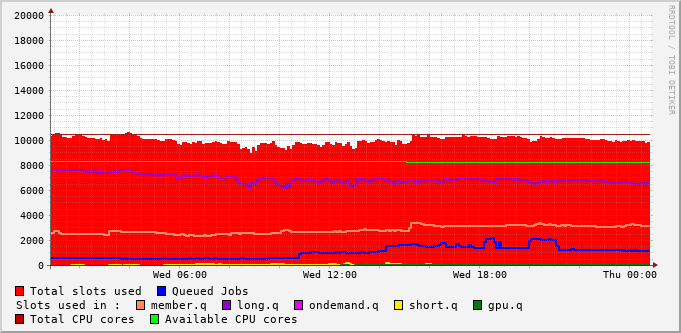 RRDTOOL / TOBI OETIKER
20000
18000
16000
14000
12000
10000
8000
6000
4000
2000
0
Wed 06:00 Wed 12:00 Wed 18:00 Thu 00:00
Total slots used Queued Jobs
Slots used in : member.q long.q ondemand.q short.q gpu.q
Total CPU cores Available CPU cores